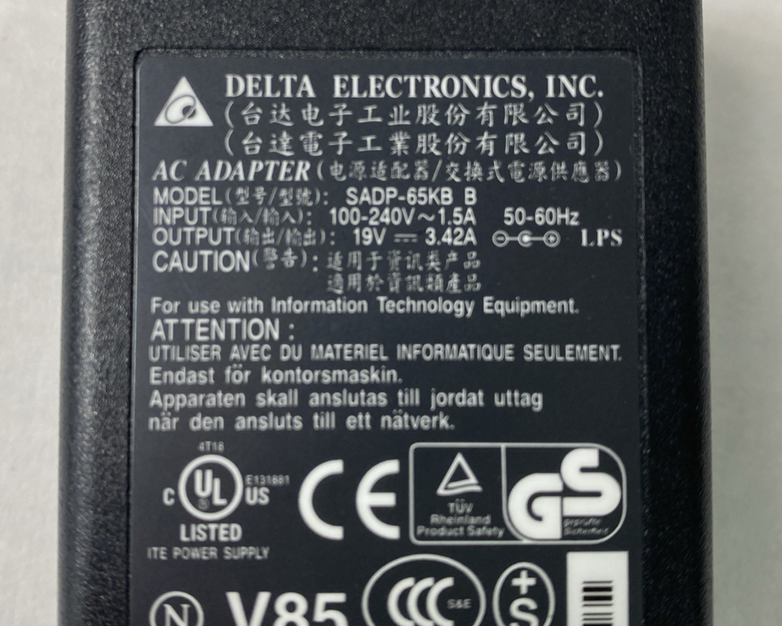 DELTA ELECTRONICS, INC.
(台达电子工业股份有限公司)
(台達電子工業股份有限公司)
AC ADAPTER (电源适配器/交換式電源供應器)
MODEL(型号/型號): SADP-65KB B
INPUT(输入/輸入): 100-240V~1.5A 50-60Hz
OUTPUT(输出/輸出): 19V ⎓ 3.42A LPS
CAUTION(警告): 适用于资讯类产品
適用於資訊類產品
For use with Information Technology Equipment.
ATTENTION :
UTILISER AVEC DU MATERIEL INFORMATIQUE SEULEMENT.
Endast för kontorsmaskin.
Apparaten skall anslutas till jordat uttag
när den ansluts till ett nätverk.
4T18
C UL US E131881
LISTED
ITE POWER SUPPLY
CE
TÜV
Rheinland
Product Safety
GS
geprüfte
Sicherheit
N
V85
CCC
S&E
+S